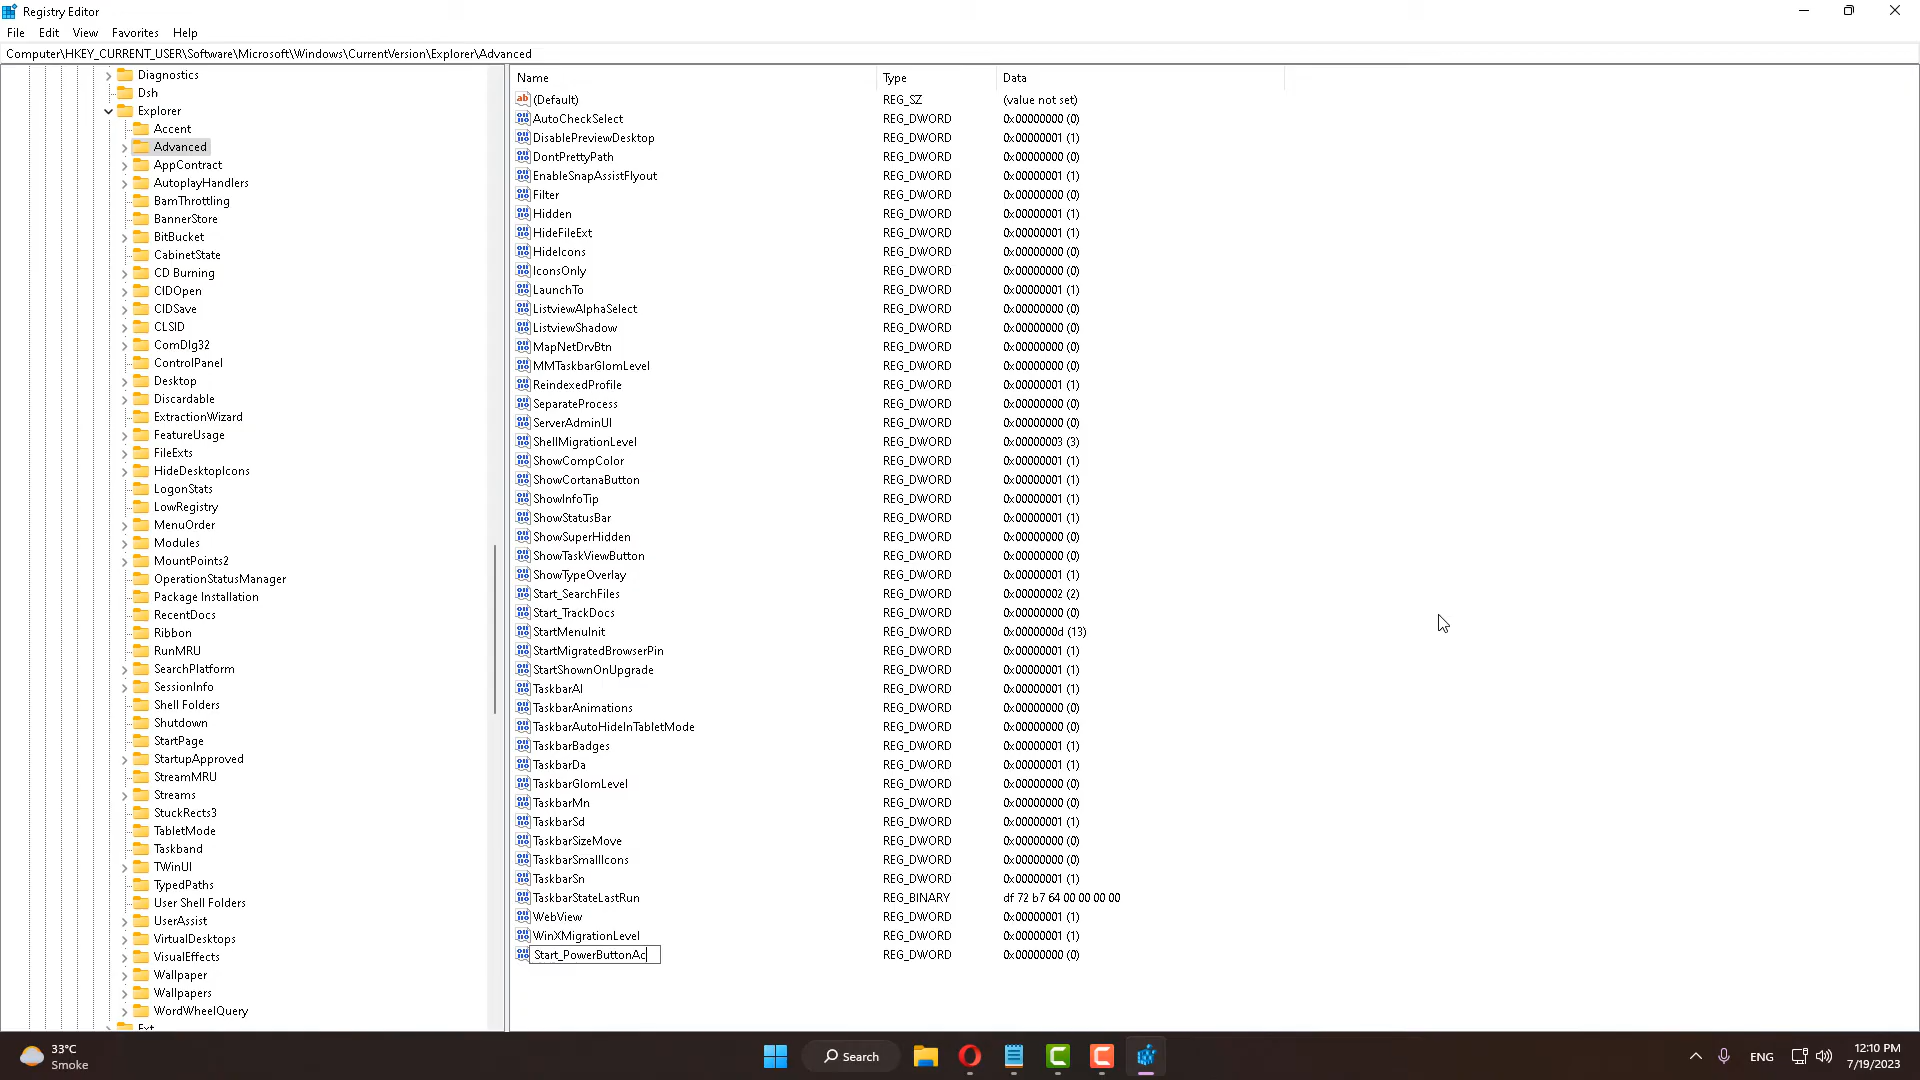 Registry Editor
File Edit View Favorites Help
Computer\HKEY_CURRENT_USER\Software\Microsoft\Windows\CurrentVersion\Explorer\Advanced
Diagnostics
Dsh
Explorer
Accent
Advanced
AppContract
AutoplayHandlers
BamThrottling
BannerStore
BitBucket
CabinetState
CD Burning
CIDOpen
CIDSave
CLSID
ComDlg32
ControlPanel
Desktop
Discardable
ExtractionWizard
FeatureUsage
FileExts
HideDesktopIcons
LogonStats
LowRegistry
MenuOrder
Modules
MountPoints2
OperationStatusManager
Package Installation
RecentDocs
Ribbon
RunMRU
SearchPlatform
SessionInfo
Shell Folders
Shutdown
StartPage
StartupApproved
StreamMRU
Streams
StuckRects3
TabletMode
Taskband
TWinUI
TypedPaths
User Shell Folders
UserAssist
VirtualDesktops
VisualEffects
Wallpaper
Wallpapers
WordWheelQuery
Ext
Name Type Data
(Default) REG_SZ (value not set)
AutoCheckSelect REG_DWORD 0x00000000 (0)
DisablePreviewDesktop REG_DWORD 0x00000001 (1)
DontPrettyPath REG_DWORD 0x00000000 (0)
EnableSnapAssistFlyout REG_DWORD 0x00000001 (1)
Filter REG_DWORD 0x00000000 (0)
Hidden REG_DWORD 0x00000001 (1)
HideFileExt REG_DWORD 0x00000001 (1)
HideIcons REG_DWORD 0x00000000 (0)
IconsOnly REG_DWORD 0x00000000 (0)
LaunchTo REG_DWORD 0x00000001 (1)
ListviewAlphaSelect REG_DWORD 0x00000000 (0)
ListviewShadow REG_DWORD 0x00000000 (0)
MapNetDrvBtn REG_DWORD 0x00000000 (0)
MMTaskbarGlomLevel REG_DWORD 0x00000000 (0)
ReindexedProfile REG_DWORD 0x00000001 (1)
SeparateProcess REG_DWORD 0x00000000 (0)
ServerAdminUI REG_DWORD 0x00000000 (0)
ShellMigrationLevel REG_DWORD 0x00000003 (3)
ShowCompColor REG_DWORD 0x00000001 (1)
ShowCortanaButton REG_DWORD 0x00000001 (1)
ShowInfoTip REG_DWORD 0x00000001 (1)
ShowStatusBar REG_DWORD 0x00000001 (1)
ShowSuperHidden REG_DWORD 0x00000000 (0)
ShowTaskViewButton REG_DWORD 0x00000000 (0)
ShowTypeOverlay REG_DWORD 0x00000001 (1)
Start_SearchFiles REG_DWORD 0x00000002 (2)
Start_TrackDocs REG_DWORD 0x00000000 (0)
StartMenuInit REG_DWORD 0x0000000d (13)
StartMigratedBrowserPin REG_DWORD 0x00000001 (1)
StartShownOnUpgrade REG_DWORD 0x00000001 (1)
TaskbarAl REG_DWORD 0x00000001 (1)
TaskbarAnimations REG_DWORD 0x00000000 (0)
TaskbarAutoHideInTabletMode REG_DWORD 0x00000000 (0)
TaskbarBadges REG_DWORD 0x00000001 (1)
TaskbarDa REG_DWORD 0x00000001 (1)
TaskbarGlomLevel REG_DWORD 0x00000000 (0)
TaskbarMn REG_DWORD 0x00000000 (0)
TaskbarSd REG_DWORD 0x00000001 (1)
TaskbarSizeMove REG_DWORD 0x00000000 (0)
TaskbarSmallIcons REG_DWORD 0x00000000 (0)
TaskbarSn REG_DWORD 0x00000001 (1)
TaskbarStateLastRun REG_BINARY df 72 b7 64 00 00 00 00
WebView REG_DWORD 0x00000001 (1)
WinXMigrationLevel REG_DWORD 0x00000001 (1)
Start_PowerButtonAc REG_DWORD 0x00000000 (0)
33°C
Smoke
Search
ENG
12:10 PM
7/19/2023